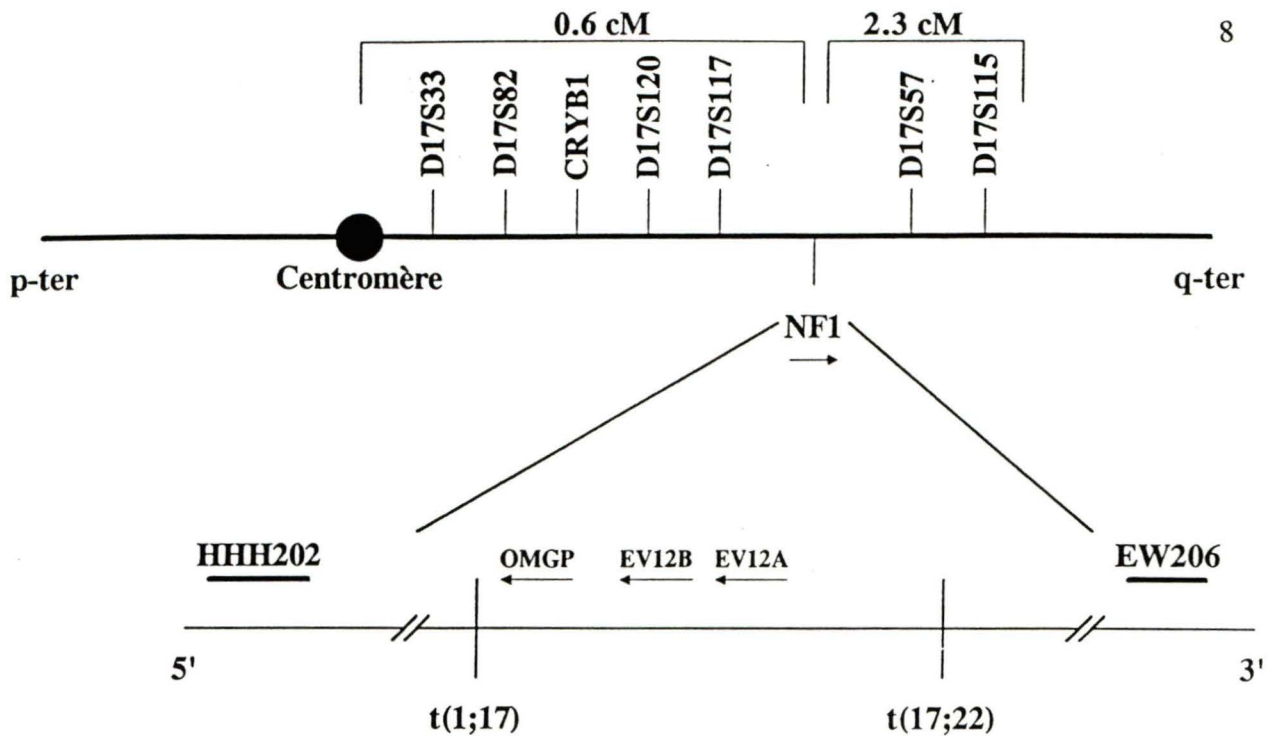 8
0.6 cM 2.3 cM
D17S33
D17S82
CRYB1
D17S120
D17S117
D17S57
D17S115
p-ter Centromère q-ter
NF1
HHH202 OMGP EV12B EV12A EW206
5' 3'
t(1;17) t(17;22)